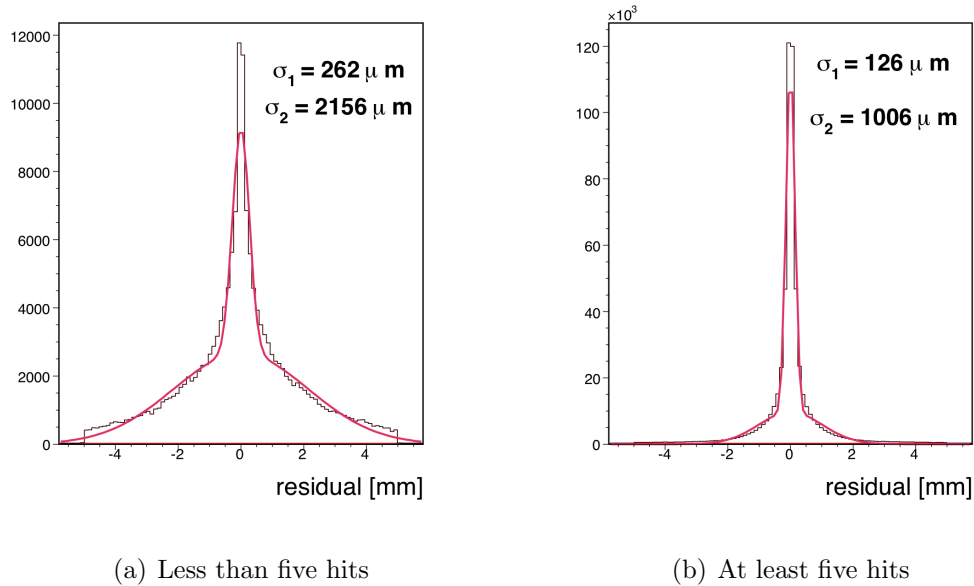 12000
10000
8000
6000
4000
2000
0
-4 -2 0 2 4
σ1 = 262 μ m
σ2 = 2156 μ m
residual [mm]
×10³
120
100
80
60
40
20
0
-4 -2 0 2 4
σ1 = 126 μ m
σ2 = 1006 μ m
residual [mm]
(a) Less than five hits
(b) At least five hits